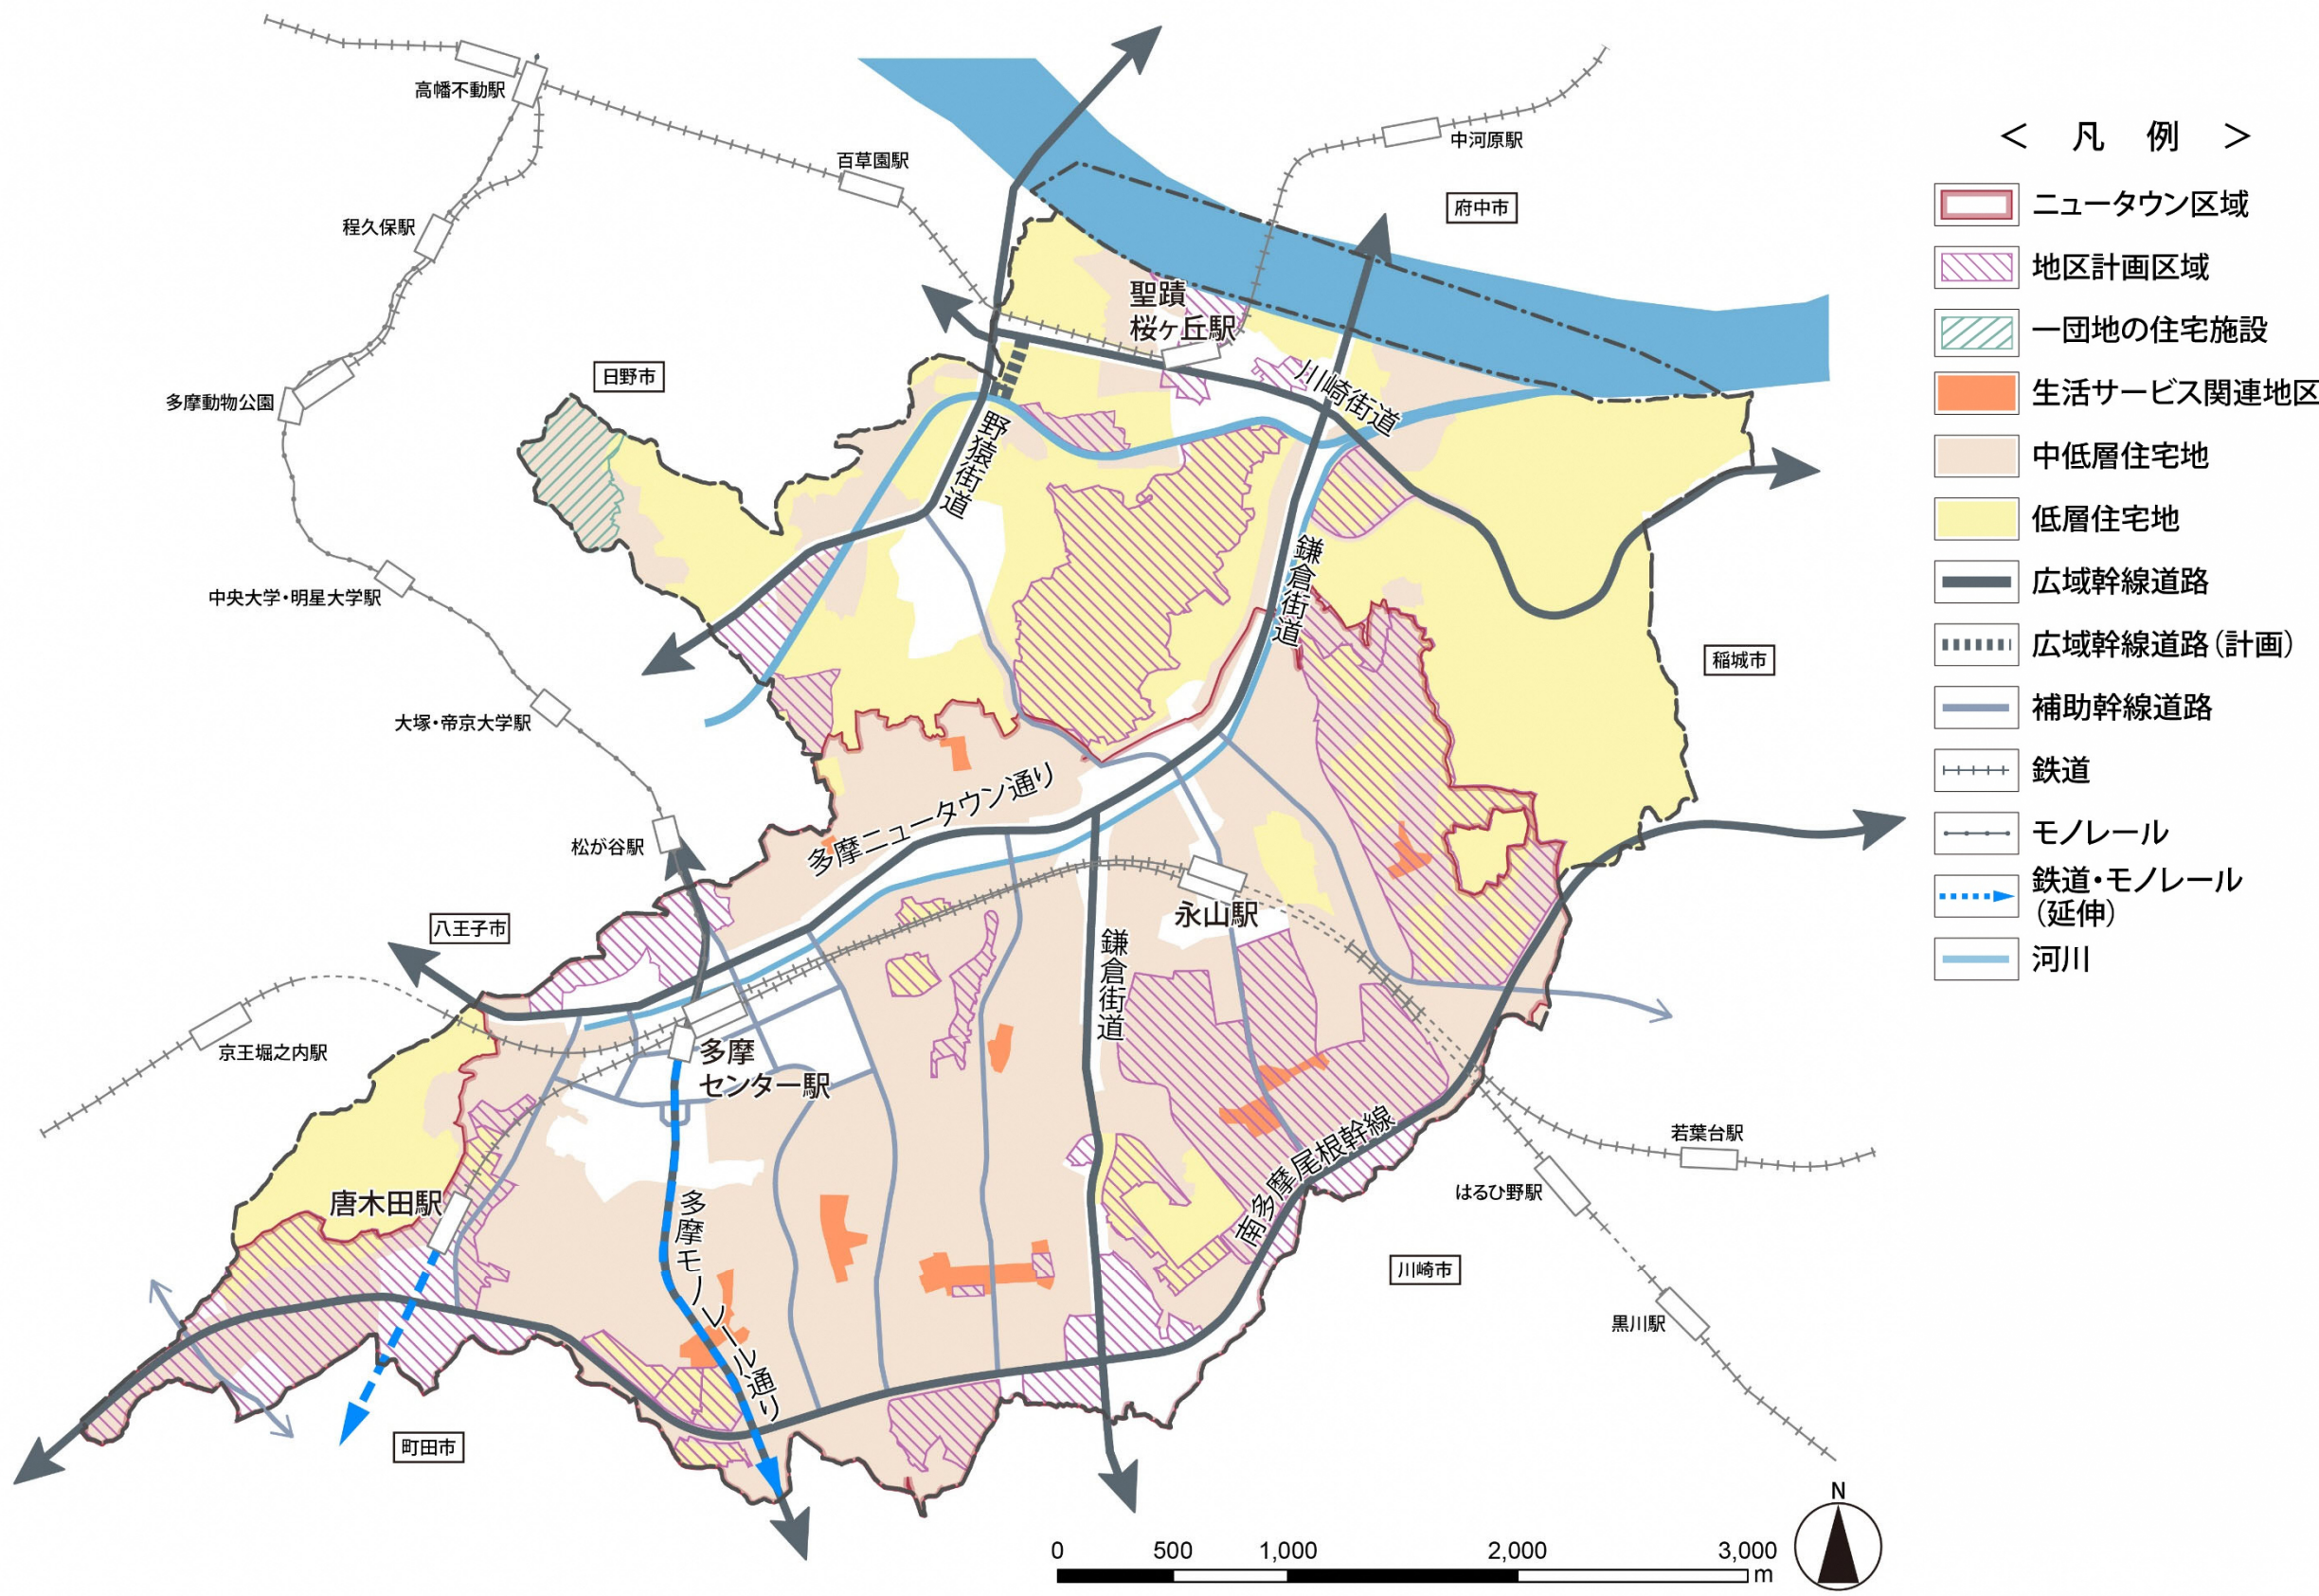 高幡不動駅
百草園駅
中河原駅
程久保駅
府中市
聖蹟
桜ヶ丘駅
日野市
川崎街道
多摩動物公園
野猿街道
鎌倉街道
中央大学・明星大学駅
稲城市
大塚・帝京大学駅
多摩ニュータウン通り
松が谷駅
八王子市
永山駅
鎌倉街道
京王堀之内駅
多摩
センター駅
若葉台駅
唐木田駅
はるひ野駅
南多摩尾根幹線
多摩モノレール通り
川崎市
黒川駅
町田市
＜ 凡 例 ＞
ニュータウン区域
地区計画区域
一団地の住宅施設
生活サービス関連地区
中低層住宅地
低層住宅地
広域幹線道路
広域幹線道路（計画）
補助幹線道路
鉄道
モノレール
鉄道・モノレール
（延伸）
河川
N
0 500 1,000 2,000 3,000
m